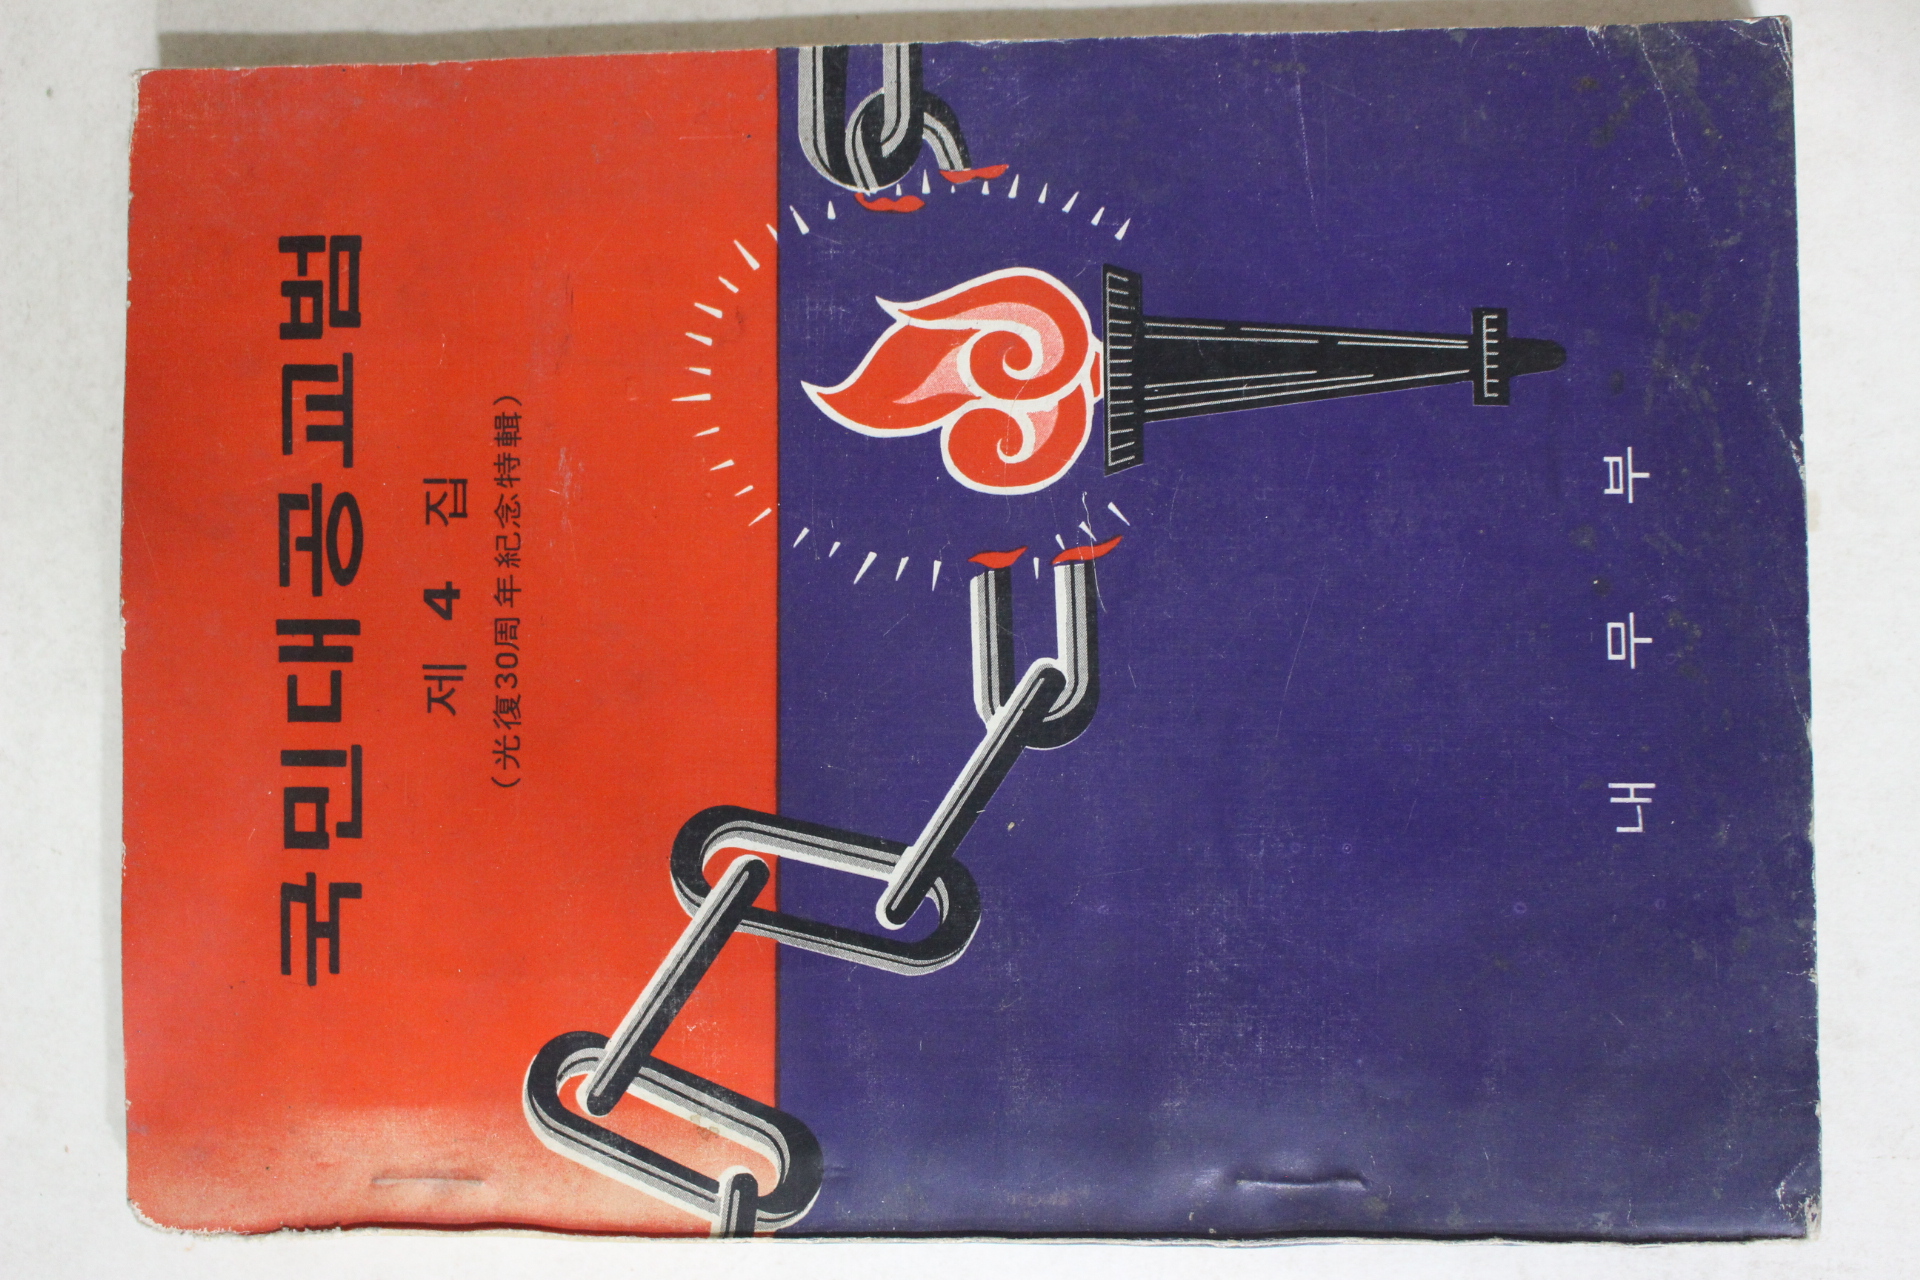 국민대공교범
제 4 집
(光復30周年紀念特輯)
내 무 부